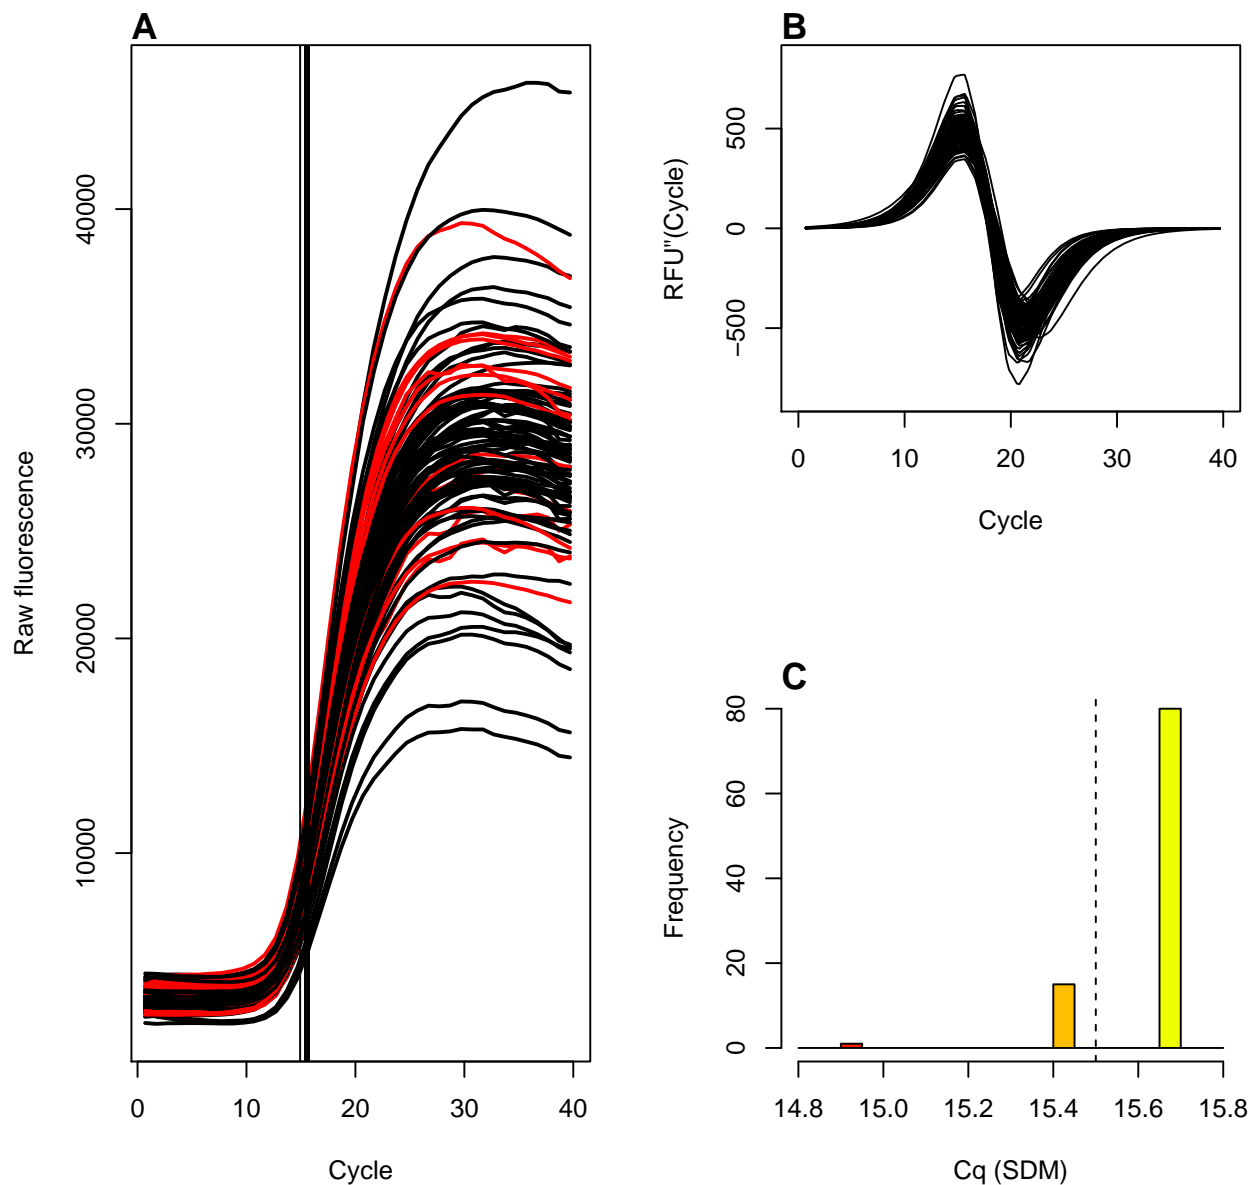 A
Raw fluorescence
40000
30000
20000
10000
0 10 20 30 40
Cycle
B
RFU"(Cycle)
500
0
−500
0 10 20 30 40
Cycle
C
Frequency
80
60
40
20
0
14.8 15.0 15.2 15.4 15.6 15.8
Cq (SDM)